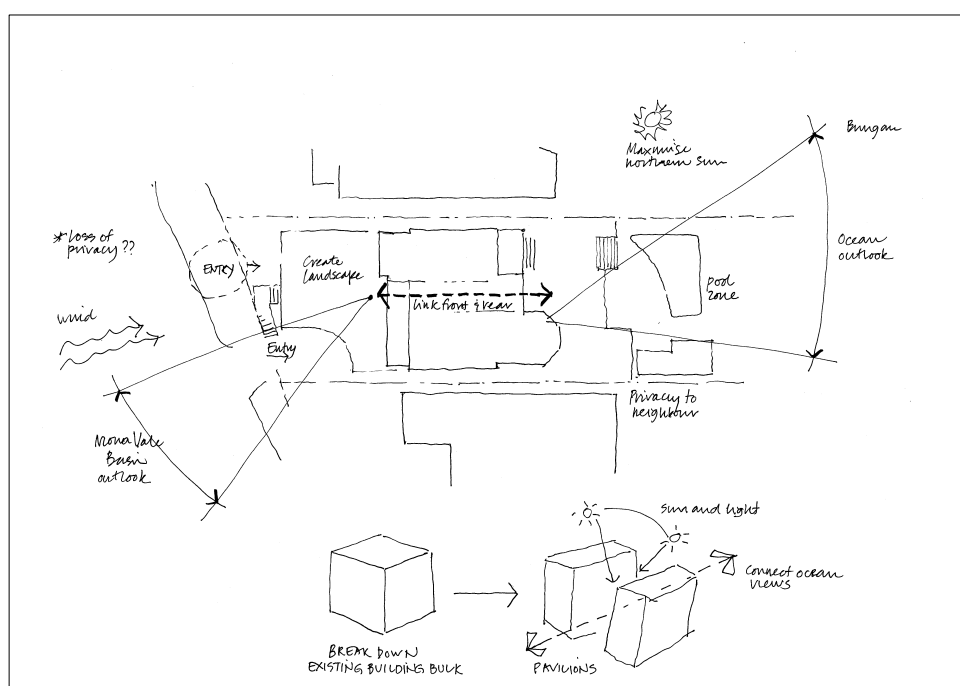 Bungan
Maximise
northern sun
* Loss of
privacy ??
ENTRY
Create
landscape
Ocean
outlook
pool
zone
link front & rear
wind
Entry
Privacy to
neighbour
Mona Vale
Basin
outlook
sun and light
connect ocean
views
BREAK DOWN
EXISTING BUILDING BULK
PAVILIONS